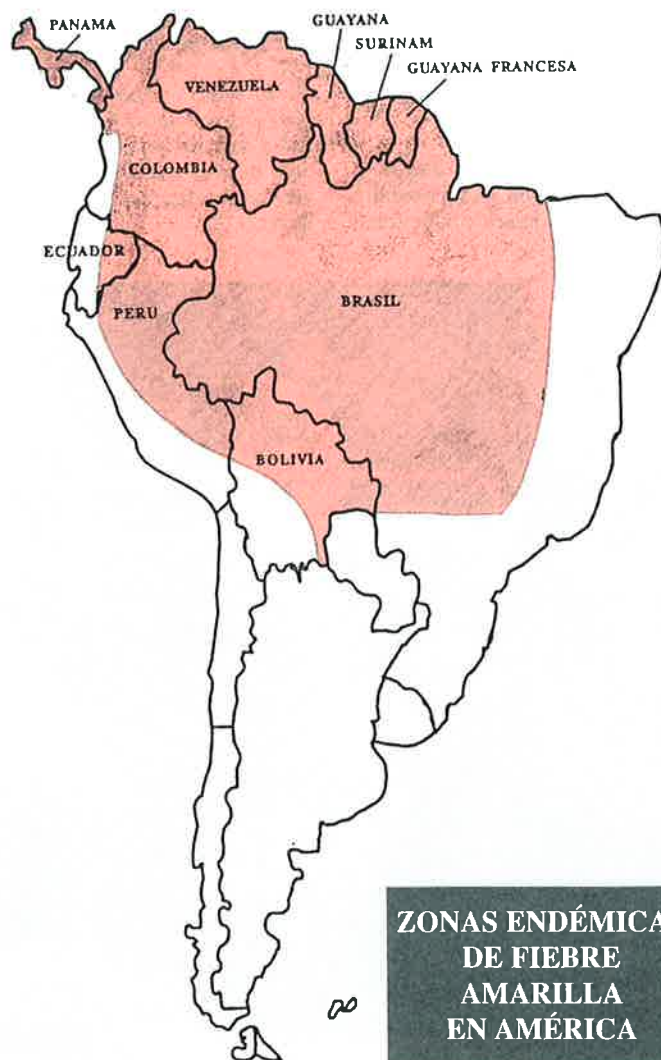 PANAMA
GUAYANA
SURINAM
GUAYANA FRANCESA
VENEZUELA
COLOMBIA
ECUADOR
PERU
BRASIL
BOLIVIA
ZONAS ENDÉMICA
DE FIEBRE
AMARILLA
EN AMÉRICA